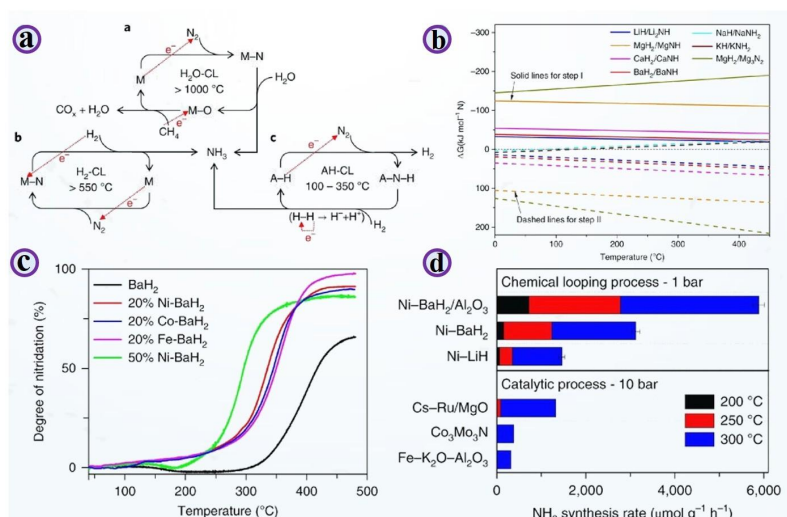 a
a
N₂
e⁻
M–N
H₂O-CL
> 1000 °C
M
H₂O
COₓ + H₂O
M–O
e⁻
CH₄
b
H₂
e⁻
H₂-CL
> 550 °C
M–N
M
e⁻
N₂
NH₃
c
N₂
e⁻
H₂
AH-CL
100 – 350 °C
A–H
A–N–H
(H–H → H⁻+H⁺)
H₂
e⁻
b
-300
-200
-100
0
100
200
ΔG(kJ mol⁻¹ N)
LiH/Li₂NH
MgH₂/MgNH
CaH₂/CaNH
BaH₂/BaNH
NaH/NaNH₂
KH/KNH₂
MgH₂/Mg₃N₂
Solid lines for step I
Dashed lines for step II
0 100 200 300 400
Temperature (°C)
c
100
50
0
Degree of nitridation (%)
BaH₂
20% Ni-BaH₂
20% Co-BaH₂
20% Fe-BaH₂
50% Ni-BaH₂
100 200 300 400 500
Temperature (°C)
d
Chemical looping process - 1 bar
Ni–BaH₂/Al₂O₃
Ni–BaH₂
Ni–LiH
Catalytic process - 10 bar
Cs–Ru/MgO
Co₃Mo₃N
Fe–K₂O–Al₂O₃
200 °C
250 °C
300 °C
0 2,000 4,000 6,000
NH₃ synthesis rate (μmol g⁻¹ h⁻¹)